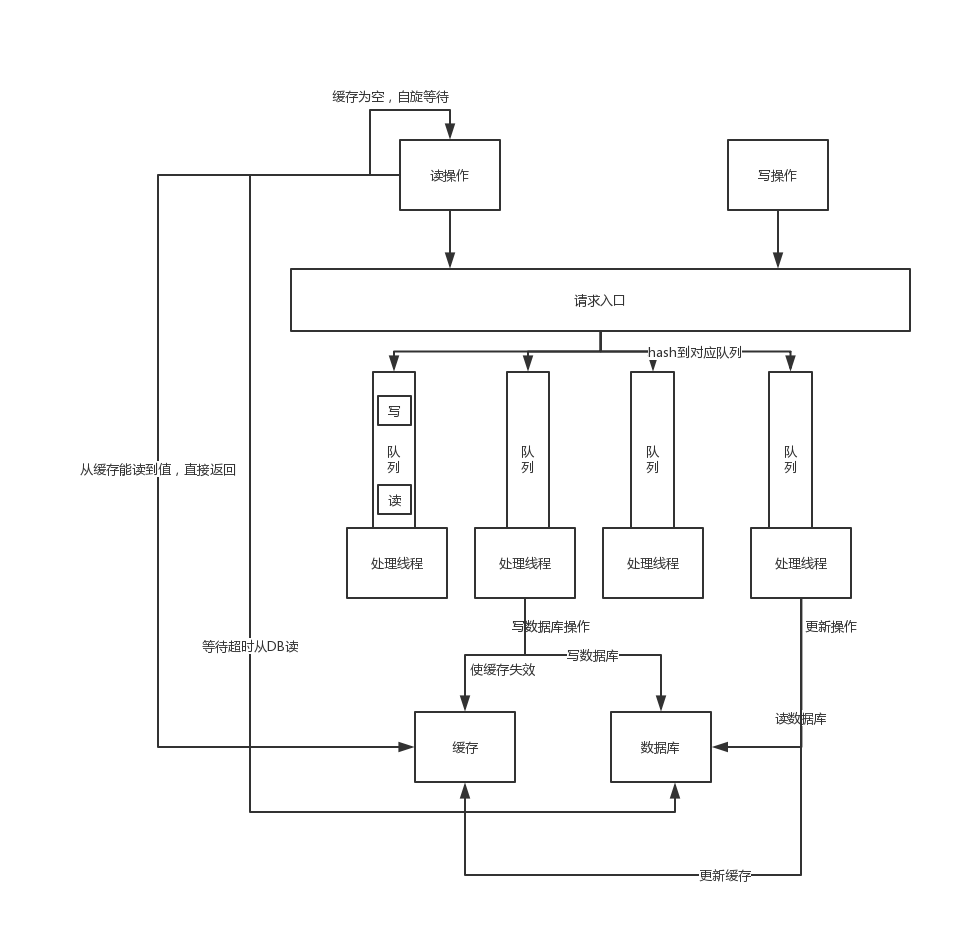 缓存为空，自旋等待
读操作
写操作
请求入口
hash到对应队列
写
队
列
读
队
列
队
列
队
列
从缓存能读到值，直接返回
处理线程
处理线程
处理线程
处理线程
写数据库操作
更新操作
等待超时从DB读
使缓存失效
写数据库
读数据库
缓存
数据库
更新缓存